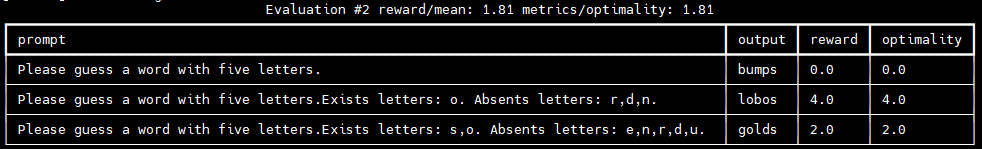 Evaluation #2 reward/mean: 1.81 metrics/optimality: 1.81
prompt output reward optimality
Please guess a word with five letters. bumps 0.0 0.0
Please guess a word with five letters.Exists letters: o. Absents letters: r,d,n. lobos 4.0 4.0
Please guess a word with five letters.Exists letters: s,o. Absents letters: e,n,r,d,u. golds 2.0 2.0